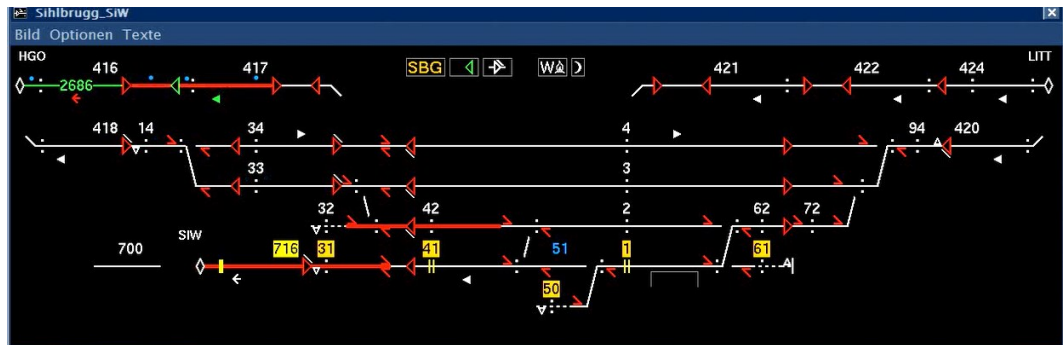 Sihlbrugg_SiW
Bild Optionen Texte
HGO 416 417 SBG W 421 422 424 LITT
2686
418 14 34 4 94 420
33 3
32 42 2 62 72
700 SIW 716 31 41 51 1 61
50